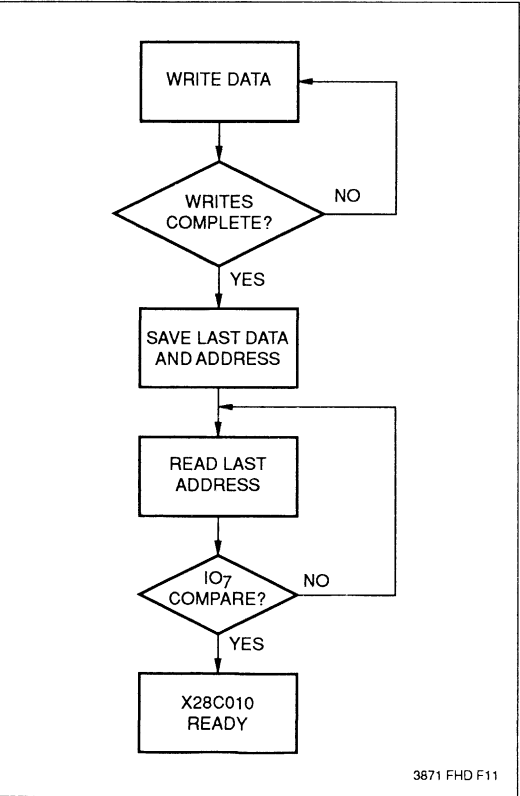 WRITE DATA
WRITES
COMPLETE?
NO
YES
SAVE LAST DATA
AND ADDRESS
READ LAST
ADDRESS
IO7
COMPARE?
NO
YES
X28C010
READY
3871 FHD F11